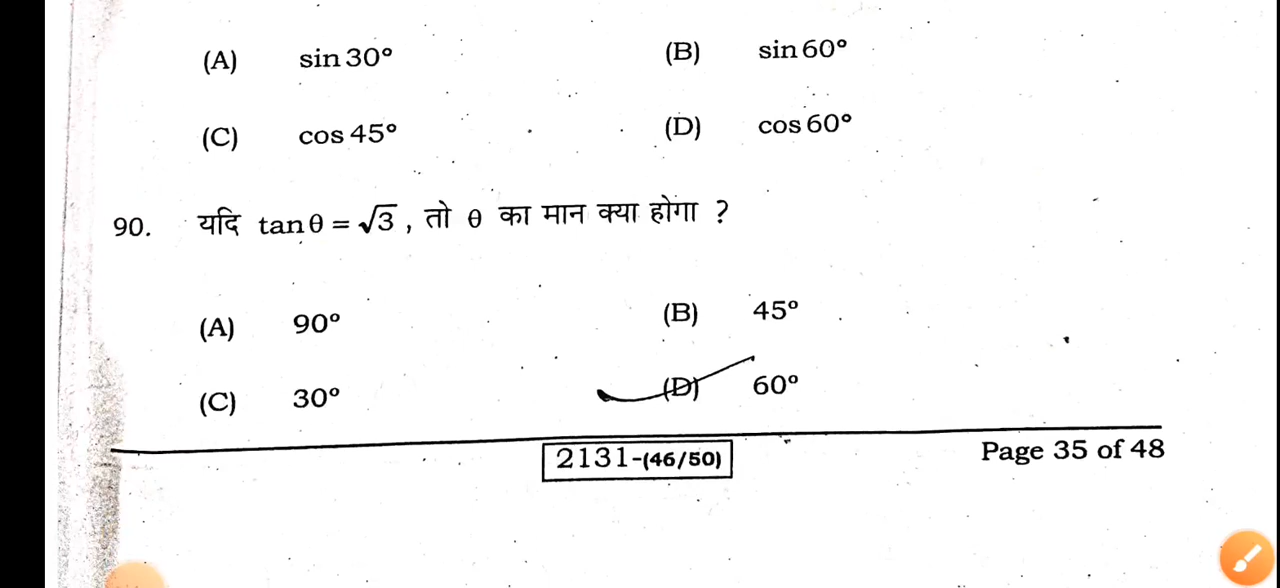 (A) sin 30° (B) sin 60°
(C) cos 45° (D) cos 60°
90. यदि tan θ = √3 , तो θ का मान क्या होगा ?
(A) 90° (B) 45°
(C) 30° (D) 60°
2131-(46/50) Page 35 of 48